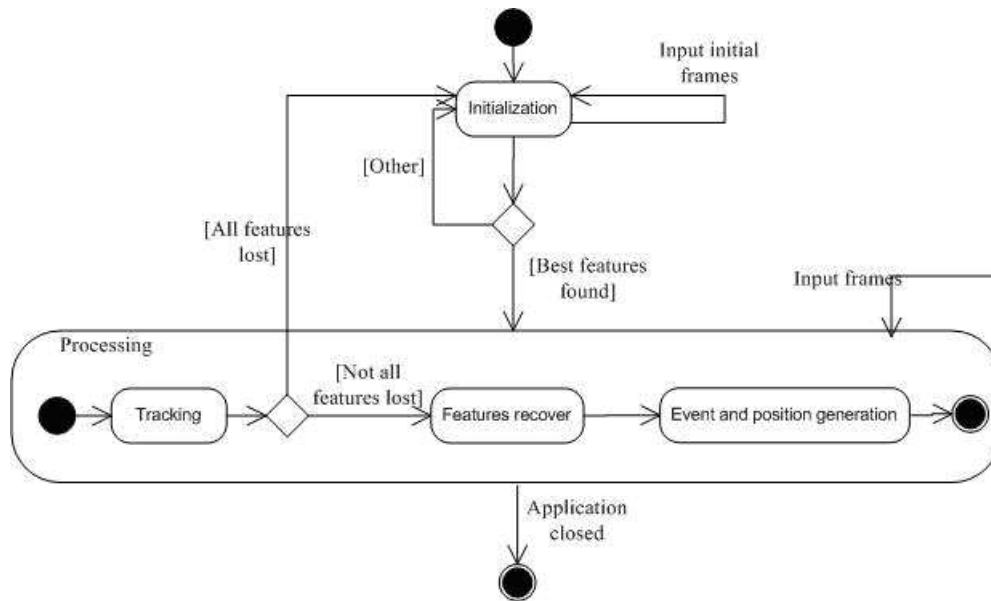 Input initial
frames
Initialization
[Other]
[All features
lost]
[Best features
found]
Input frames
Processing
[Not all
features lost]
Tracking
Features recover
Event and position generation
Application
closed